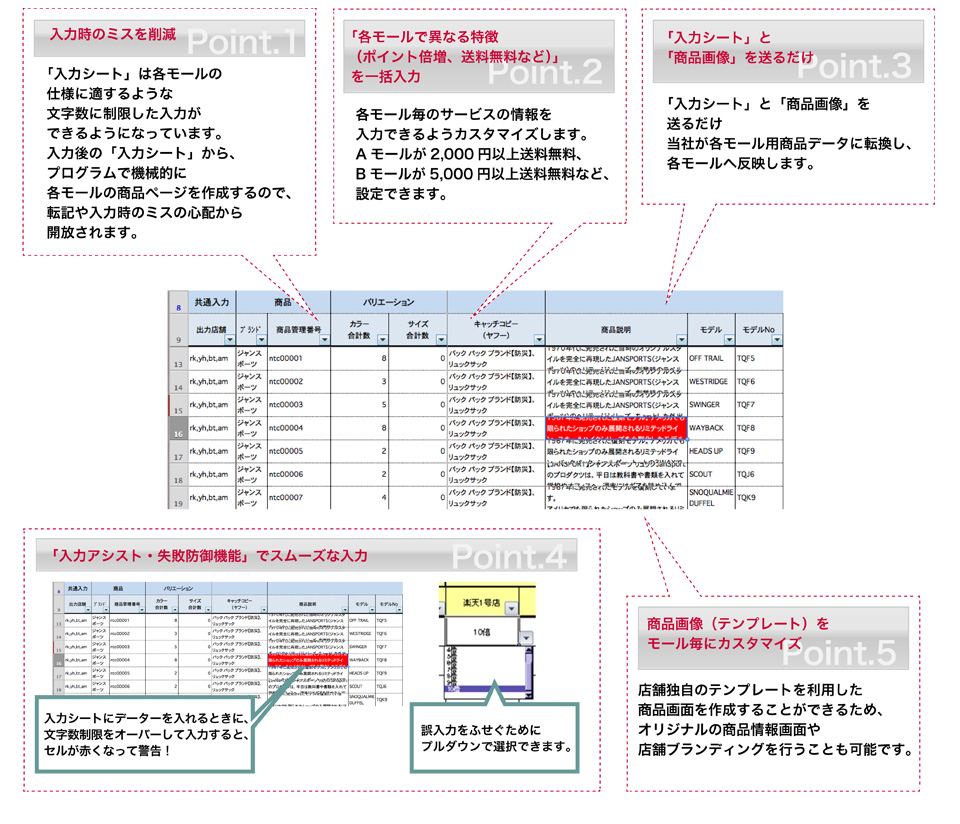 入力時のミスを削減
Point.1
「入力シート」は各モールの
仕様に適するような
文字数に制限した入力が
できるようになっています。
入力後の「入力シート」から、
プログラムで機械的に
各モールの商品ページを作成するので、
転記や入力時のミスの心配から
開放されます。
「各モールで異なる特徴
（ポイント倍増、送料無料など）」
を一括入力
Point.2
各モール毎のサービスの情報を
入力できるようカスタマイズします。
A モールが 2,000 円以上送料無料、
B モールが 5,000 円以上送料無料など、
設定できます。
「入力シート」と
「商品画像」を送るだけ
Point.3
「入力シート」と「商品画像」を
送るだけ
当社が各モール用商品データに転換し、
各モールへ反映します。
8 共通入力 商品 バリエーション
9 出力店舗 ブランド 商品管理番号 カラー合計数 サイズ合計数 キャッチコピー（ヤフー） 商品説明 モデル モデルNo
13 rk,yh,bt,am ジャンスポーツ ntc00001 8 0 バック パック ブランド【防災】、リュックサック イルを完全に再現したJANSPORTS(ジャンス OFF TRAIL TQF5
14 rk,yh,bt,am ジャンスポーツ ntc00002 3 0 バック パック ブランド【防災】、リュックサック イルを完全に再現したJANSPORTS(ジャンス WESTRIDGE TQF6
15 rk,yh,bt,am ジャンスポーツ ntc00003 5 0 バック パック ブランド【防災】、リュックサック イルを完全に再現したJANSPORTS(ジャンス SWINGER TQF7
16 rk,yh,bt,am ジャンスポーツ ntc00004 8 0 バック パック ブランド【防災】、リュックサック 限られたショップのみ展開されるリミテッドライ WAYBACK TQF8
17 rk,yh,bt,am ジャンスポーツ ntc00005 2 0 バック パック ブランド【防災】、リュックサック 限られたショップのみ展開されるリミテッドライ HEADS UP TQF9
18 rk,yh,bt,am ジャンスポーツ ntc00006 2 0 バック パック ブランド【防災】、リュックサック のプロダクツは、平日は教科書や書類を入れて SCOUT TQJ6
19 rk,yh,bt,am ジャンスポーツ ntc00007 4 0 バック パック ブランド【防災】、リュックサック す。 SNOQUALMIE DUFFEL TQK9
「入力アシスト・失敗防御機能」でスムーズな入力
Point.4
楽天1号店
10倍
入力シートにデーターを入れるときに、
文字数制限をオーバーして入力すると、
セルが赤くなって警告！
誤入力をふせぐために
プルダウンで選択できます。
商品画像（テンプレート）を
モール毎にカスタマイズ
Point.5
店舗独自のテンプレートを利用した
商品画面を作成することができるため、
オリジナルの商品情報画面や
店舗ブランディングを行うことも可能です。